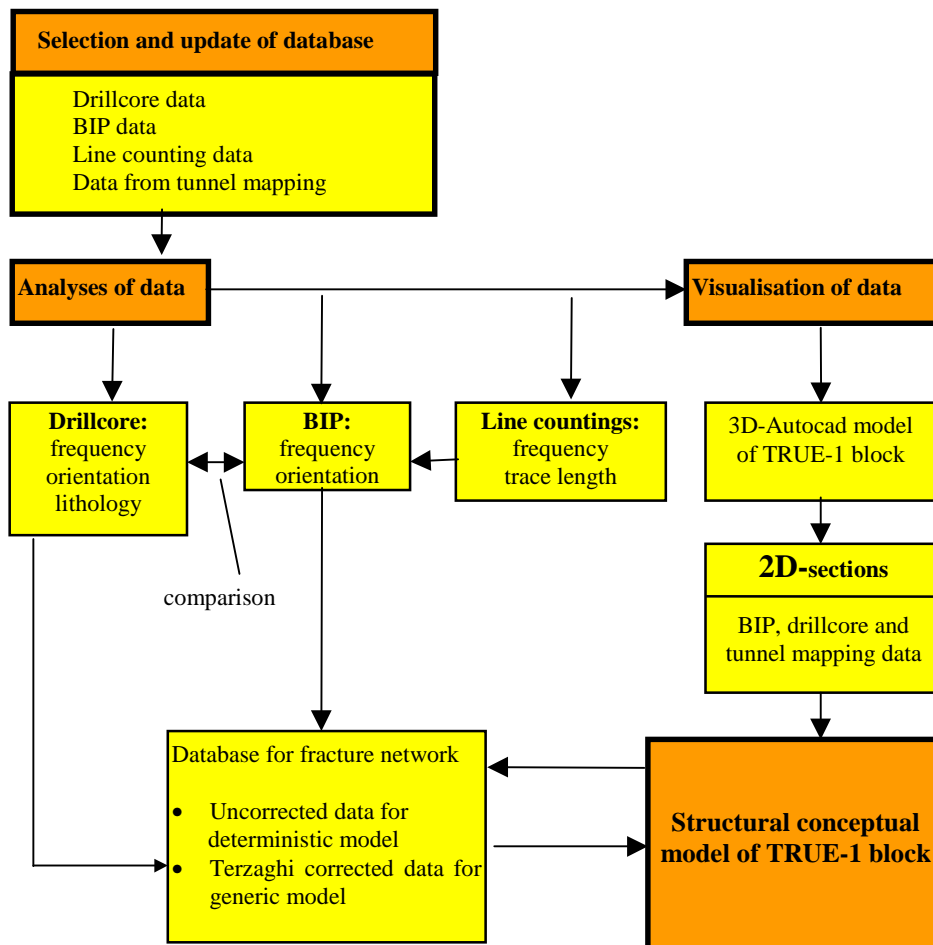 Selection and update of database
Drillcore data
BIP data
Line counting data
Data from tunnel mapping
Analyses of data
Visualisation of data
Drillcore:
frequency
orientation
lithology
BIP:
frequency
orientation
Line countings:
frequency
trace length
3D-Autocad model
of TRUE-1 block
comparison
2D-sections
BIP, drillcore and
tunnel mapping data
Database for fracture network
• Uncorrected data for
deterministic model
• Terzaghi corrected data for
generic model
Structural conceptual
model of TRUE-1 block